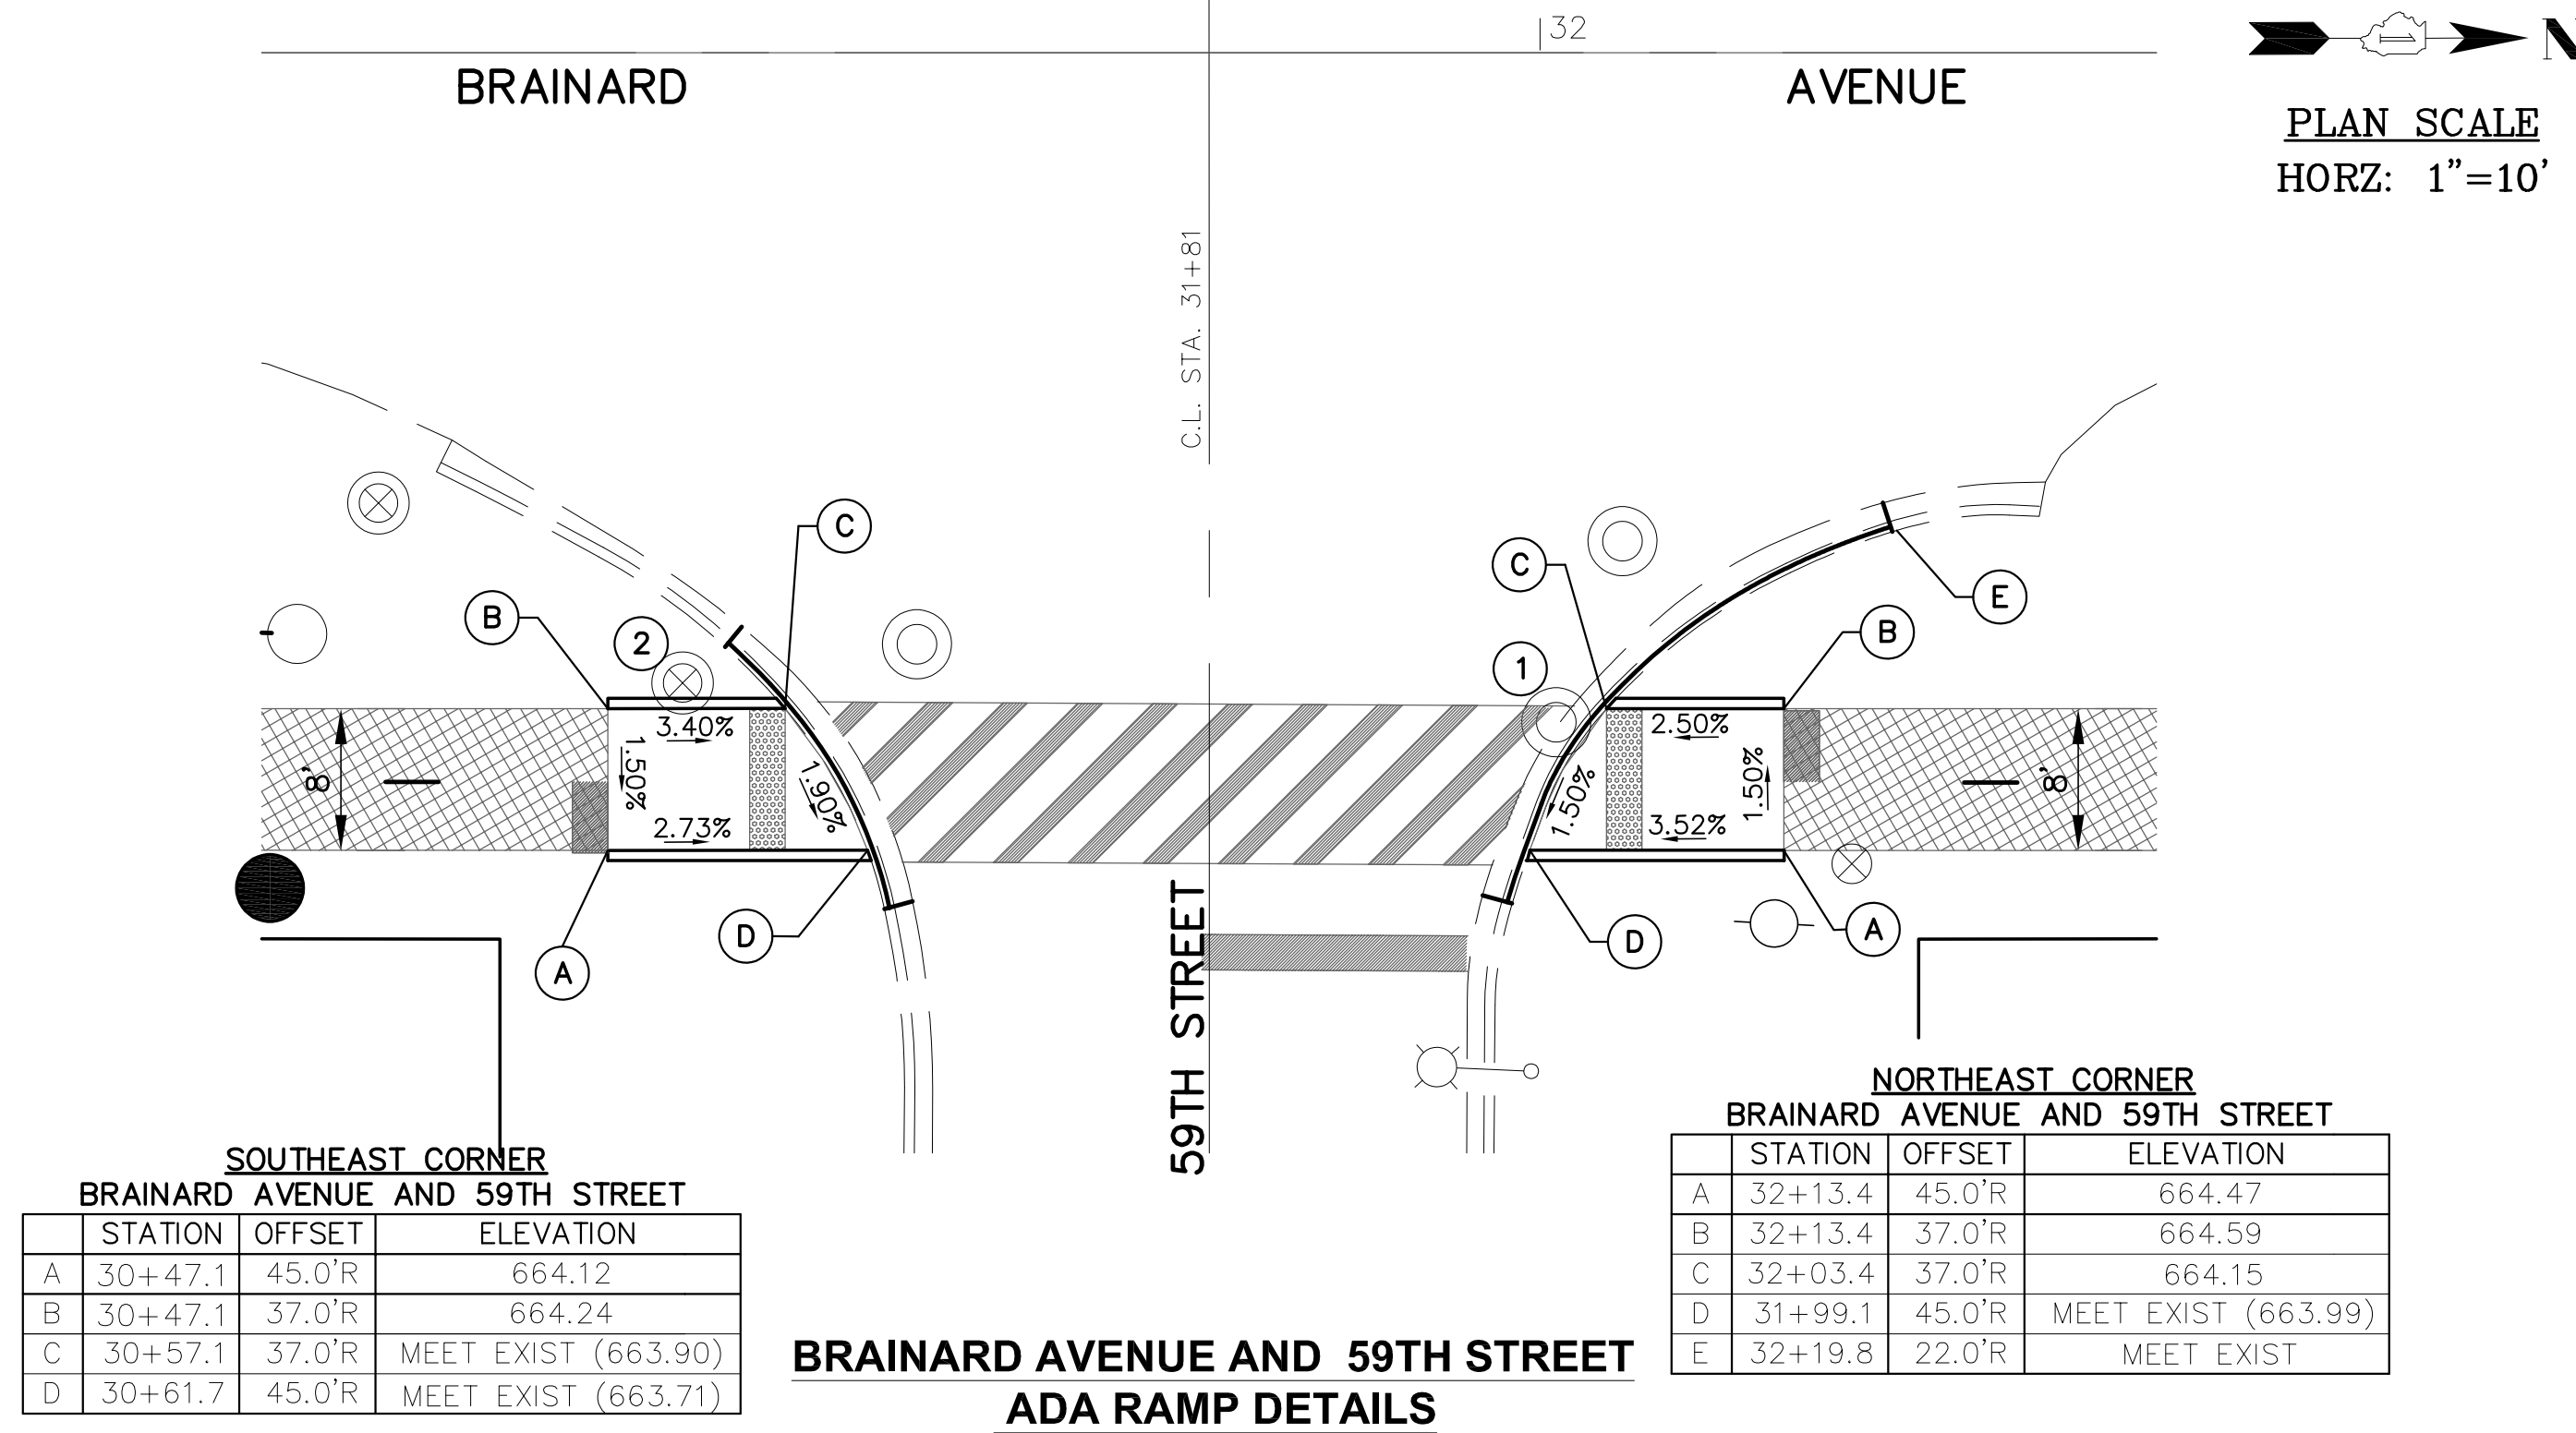 32
BRAINARD AVENUE
N
PLAN SCALE
HORZ: 1"=10'
C.L. STA. 31+81
C
C
E
B
2
1
B
3.40%
1.50%
1.90%
2.73%
8'
2.50%
1.50%
1.50%
3.52%
8'
A
D
D
A
59TH STREET
SOUTHEAST CORNER
BRAINARD AVENUE AND 59TH STREET
STATION OFFSET ELEVATION
A 30+47.1 45.0'R 664.12
B 30+47.1 37.0'R 664.24
C 30+57.1 37.0'R MEET EXIST (663.90)
D 30+61.7 45.0'R MEET EXIST (663.71)
NORTHEAST CORNER
BRAINARD AVENUE AND 59TH STREET
STATION OFFSET ELEVATION
A 32+13.4 45.0'R 664.47
B 32+13.4 37.0'R 664.59
C 32+03.4 37.0'R 664.15
D 31+99.1 45.0'R MEET EXIST (663.99)
E 32+19.8 22.0'R MEET EXIST
BRAINARD AVENUE AND 59TH STREET
ADA RAMP DETAILS